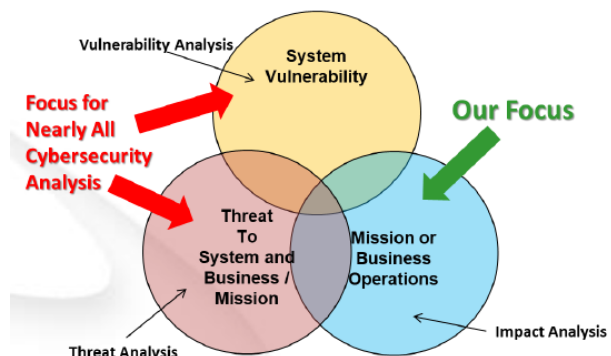 Vulnerability Analysis
System
Vulnerability
Focus for
Nearly All
Cybersecurity
Analysis
Our Focus
Threat
To
System and
Business /
Mission
Mission or
Business
Operations
Impact Analysis
Threat Analysis